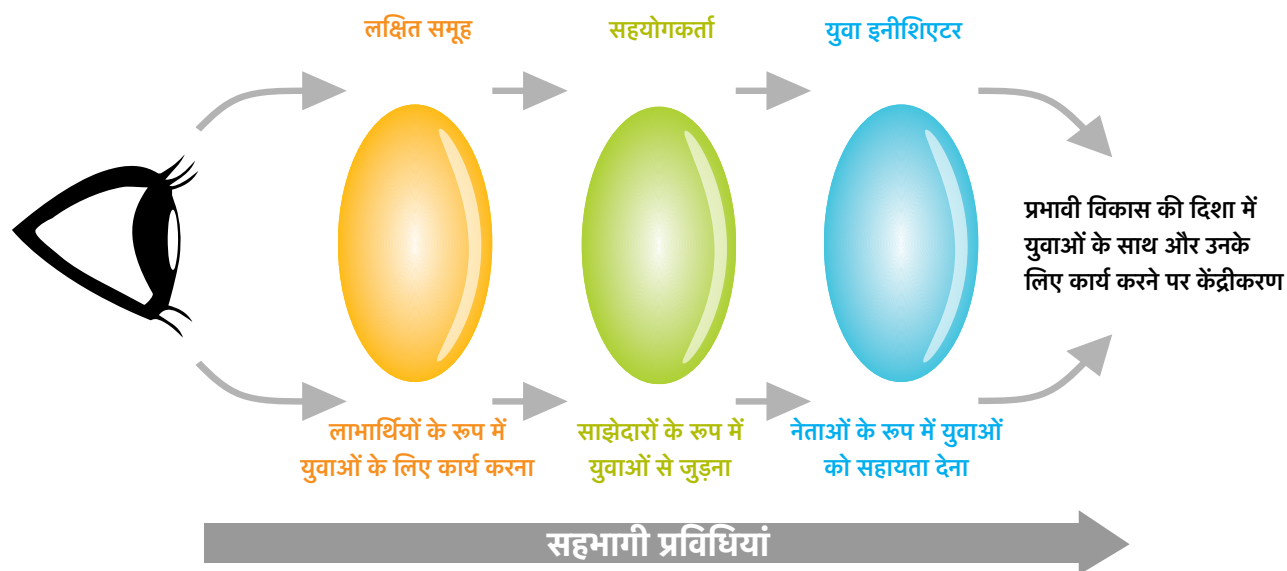 लक्षित समूह
सहयोगकर्ता
युवा इनीशिएटर
प्रभावी विकास की दिशा में
युवाओं के साथ और उनके
लिए कार्य करने पर केंद्रीकरण
लाभार्थियों के रूप में
युवाओं के लिए कार्य करना
साझेदारों के रूप में
युवाओं से जुड़ना
नेताओं के रूप में युवाओं
को सहायता देना
सहभागी प्रविधियां